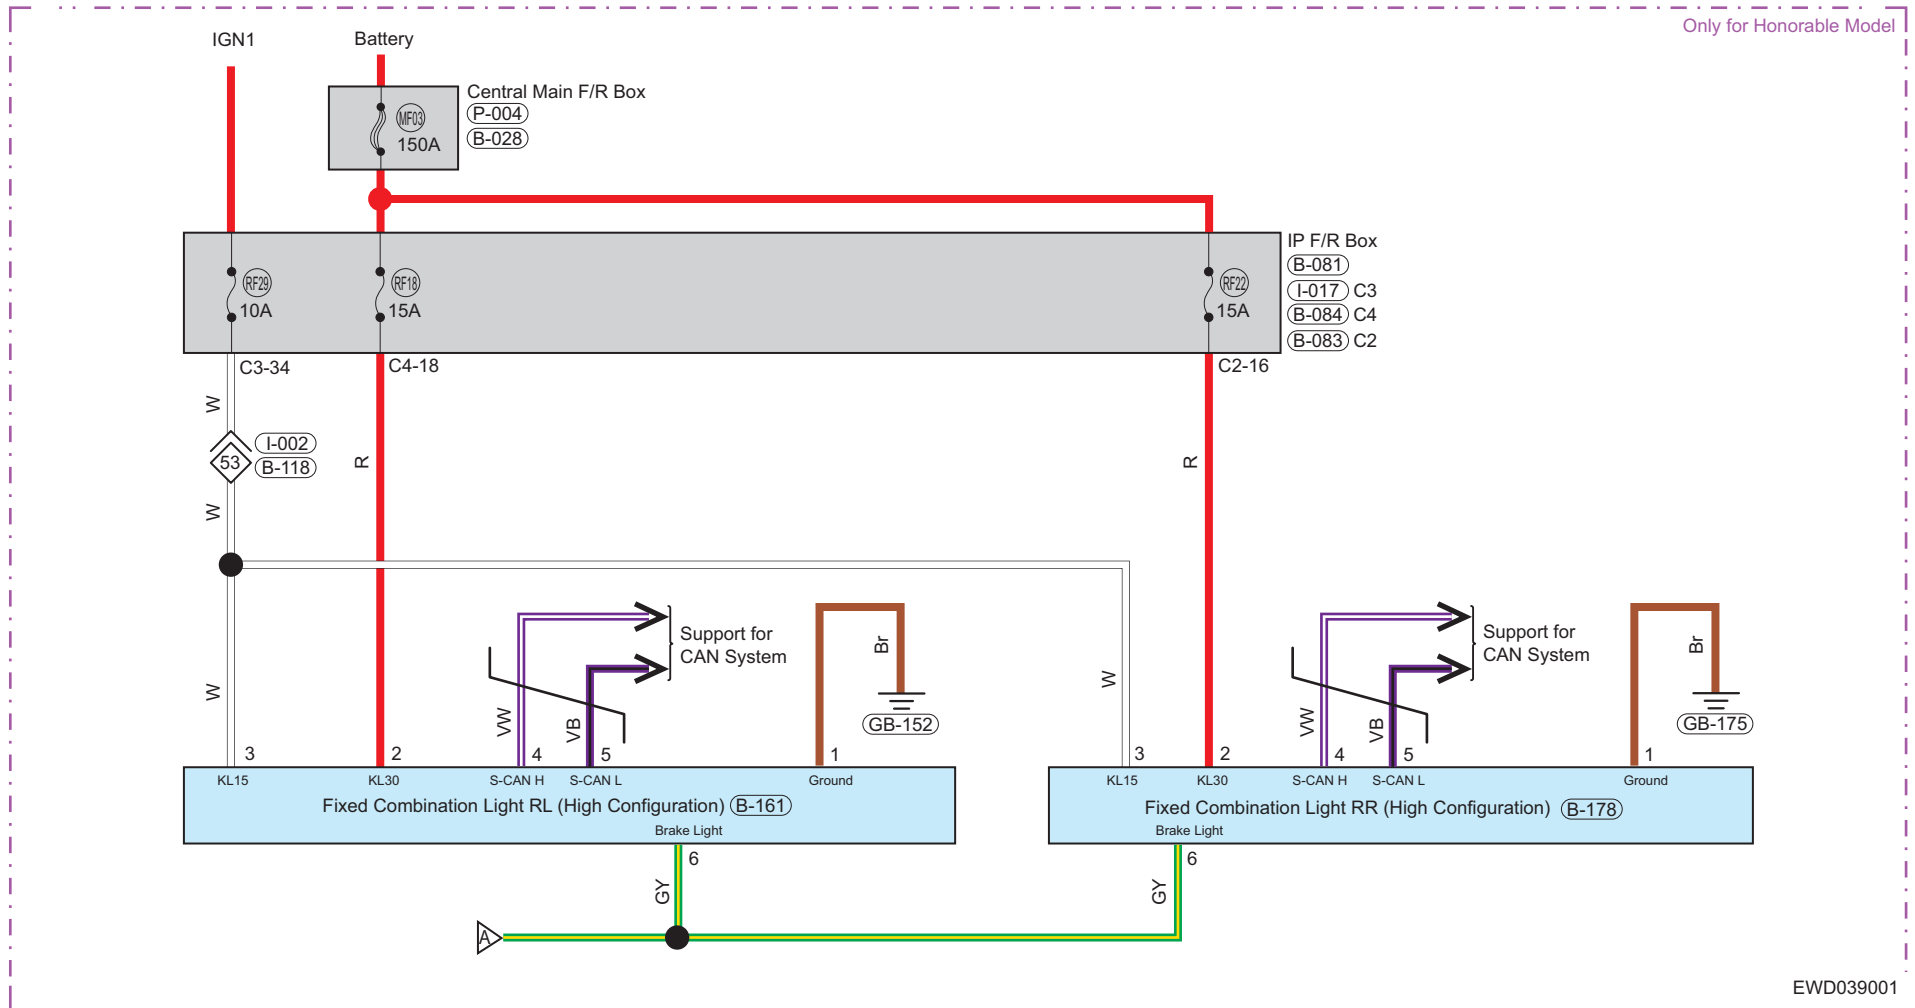 Only for Honorable Model
IGN1
Battery
Central Main F/R Box
P-004
B-028
MF03
150A
IP F/R Box
B-081
I-017 C3
B-084 C4
B-083 C2
RF29
10A
RF18
15A
RF22
15A
C3-34
C4-18
C2-16
W
I-002
B-118
53
R
R
W
Support for
CAN System
Support for
CAN System
Br
Br
W
W
VW
VB
GB-152
VW
VB
GB-175
3
2
4
5
1
3
2
4
5
1
KL15
KL30
S-CAN H
S-CAN L
Ground
KL15
KL30
S-CAN H
S-CAN L
Ground
Fixed Combination Light RL (High Configuration) B-161
Fixed Combination Light RR (High Configuration) B-178
Brake Light
Brake Light
6
6
GY
GY
A
EWD039001